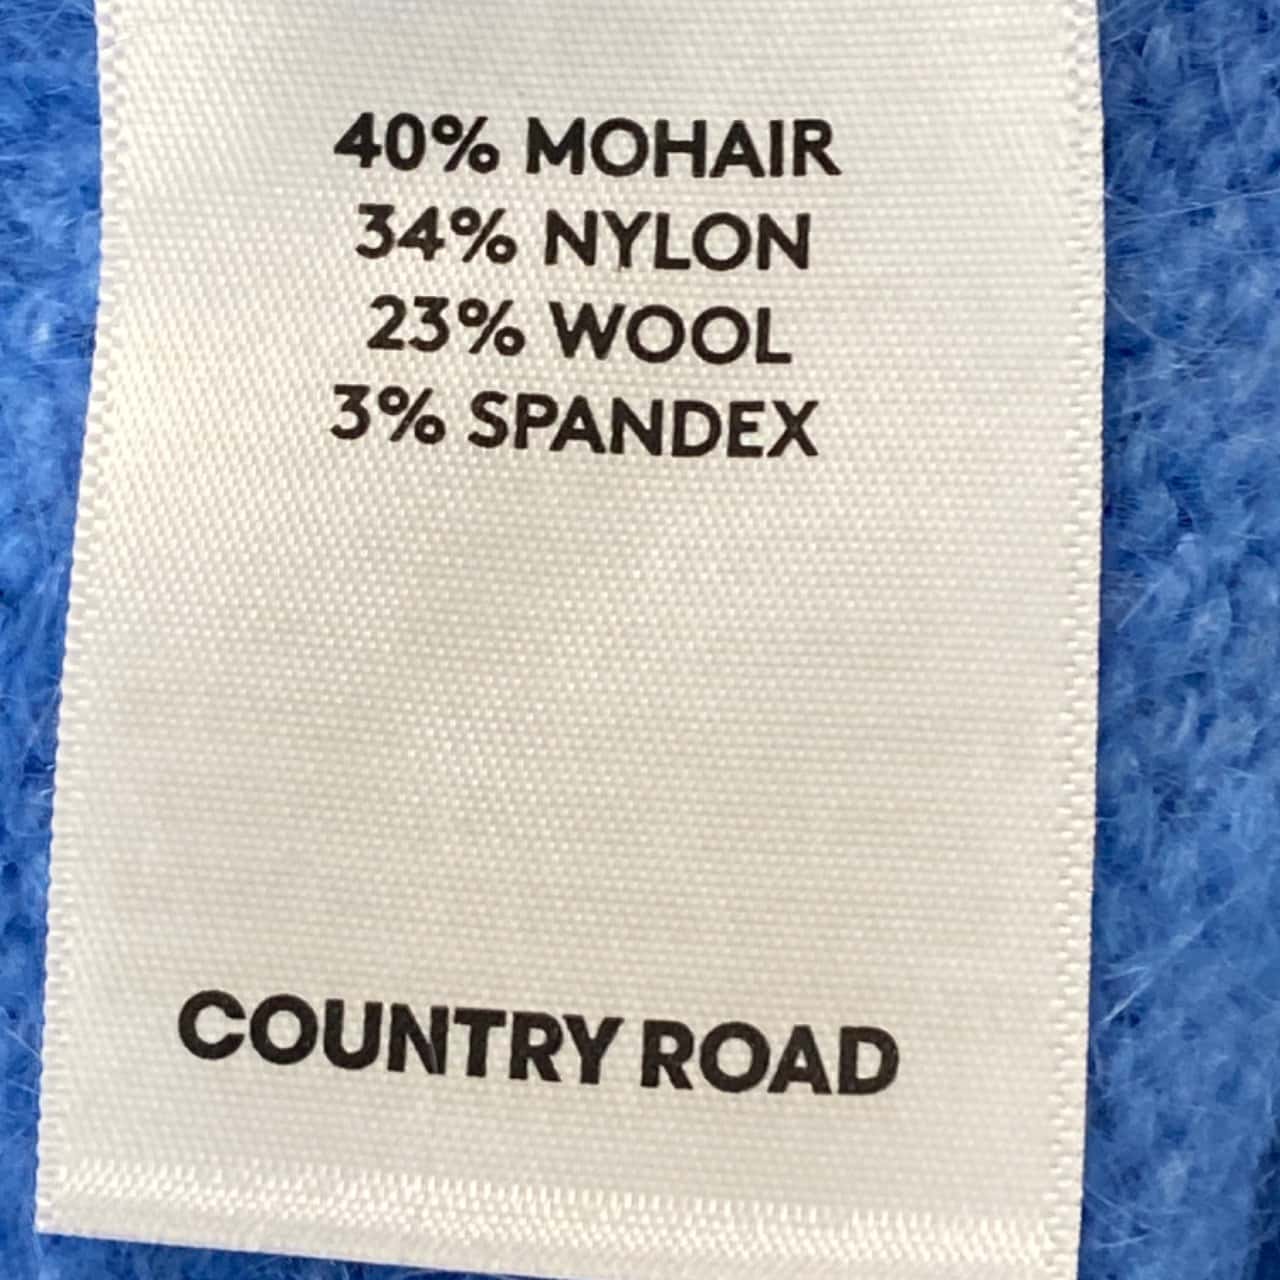 40% MOHAIR
34% NYLON
23% WOOL
3% SPANDEX
COUNTRY ROAD